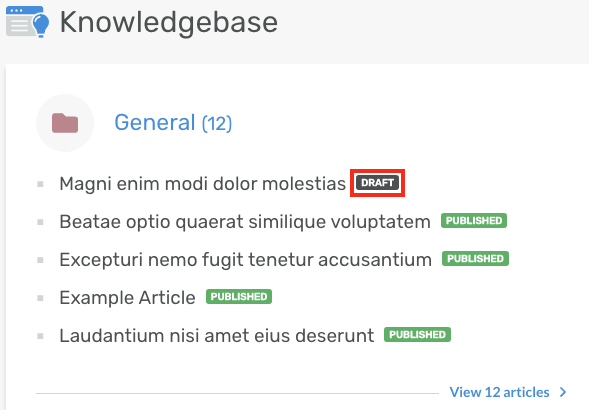 Knowledgebase
General (12)
Magni enim modi dolor molestias DRAFT
Beatae optio quaerat similique voluptatem PUBLISHED
Excepturi nemo fugit tenetur accusantium PUBLISHED
Example Article PUBLISHED
Laudantium nisi amet eius deserunt PUBLISHED
View 12 articles